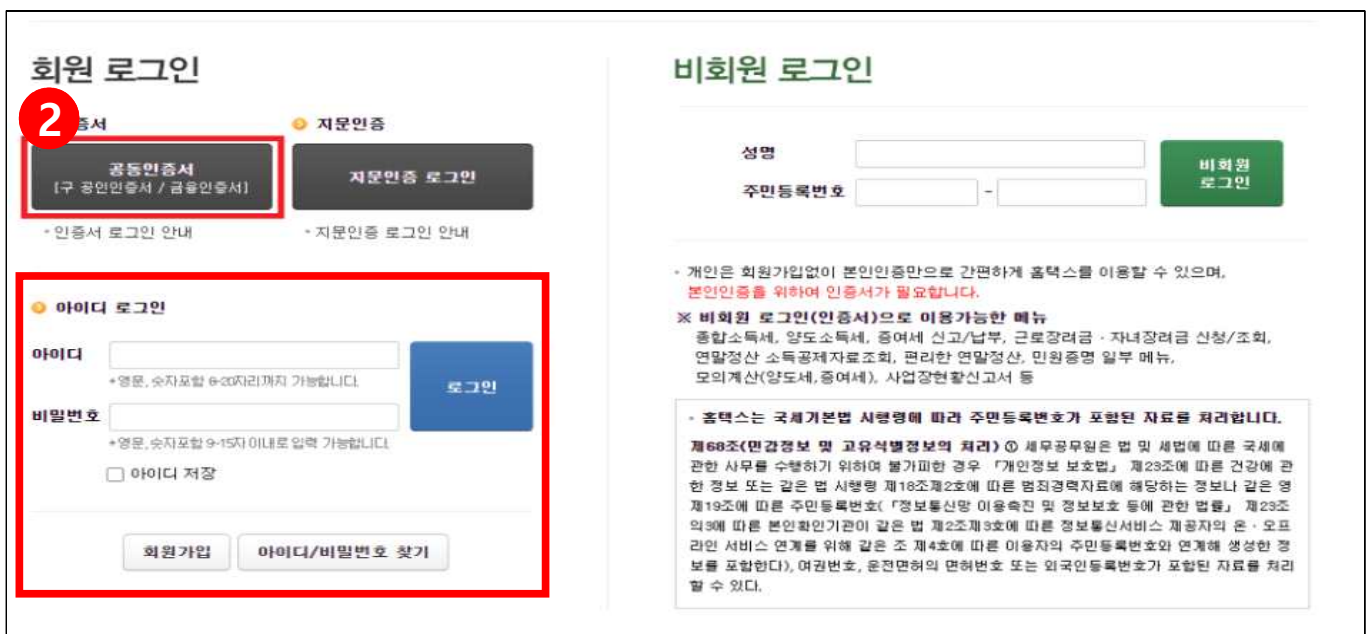 회원 로그인
2
증서
지문인증
공동인증서
[구 공인인증서 / 금융인증서]
지문인증 로그인
- 인증서 로그인 안내
- 지문인증 로그인 안내
아이디 로그인
아이디
*영문, 숫자포함 6-20자리까지 가능합니다.
로그인
비밀번호
*영문, 숫자포함 9-15자 이내로 입력 가능합니다.
아이디 저장
회원가입
아이디/비밀번호 찾기
비회원 로그인
성명
주민등록번호
-
비회원
로그인
- 개인은 회원가입없이 본인인증만으로 간편하게 홈택스를 이용할 수 있으며,
본인인증을 위하여 인증서가 필요합니다.
※ 비회원 로그인(인증서)으로 이용가능한 메뉴
종합소득세, 양도소득세, 증여세 신고/납부, 근로장려금 · 자녀장려금 신청/조회,
연말정산 소득공제자료조회, 편리한 연말정산, 민원증명 일부 메뉴,
모의계산(양도세,증여세), 사업장현황신고서 등
- 홈택스는 국세기본법 시행령에 따라 주민등록번호가 포함된 자료를 처리합니다.
제68조(민감정보 및 고유식별정보의 처리) ① 세무공무원은 법 및 세법에 따른 국세에
관한 사무를 수행하기 위하여 불가피한 경우 「개인정보 보호법」 제23조에 따른 건강에 관
한 정보 또는 같은 법 시행령 제18조제2호에 따른 범죄경력자료에 해당하는 정보나 같은 영
제19조에 따른 주민등록번호(「정보통신망 이용촉진 및 정보보호 등에 관한 법률」 제23조
의3에 따른 본인확인기관이 같은 법 제2조제3호에 따른 정보통신서비스 제공자의 온 · 오프
라인 서비스 연계를 위해 같은 조 제4호에 따른 이용자의 주민등록번호와 연계해 생성한 정
보를 포함한다), 여권번호, 운전면허의 면허번호 또는 외국인등록번호가 포함된 자료를 처리
할 수 있다.